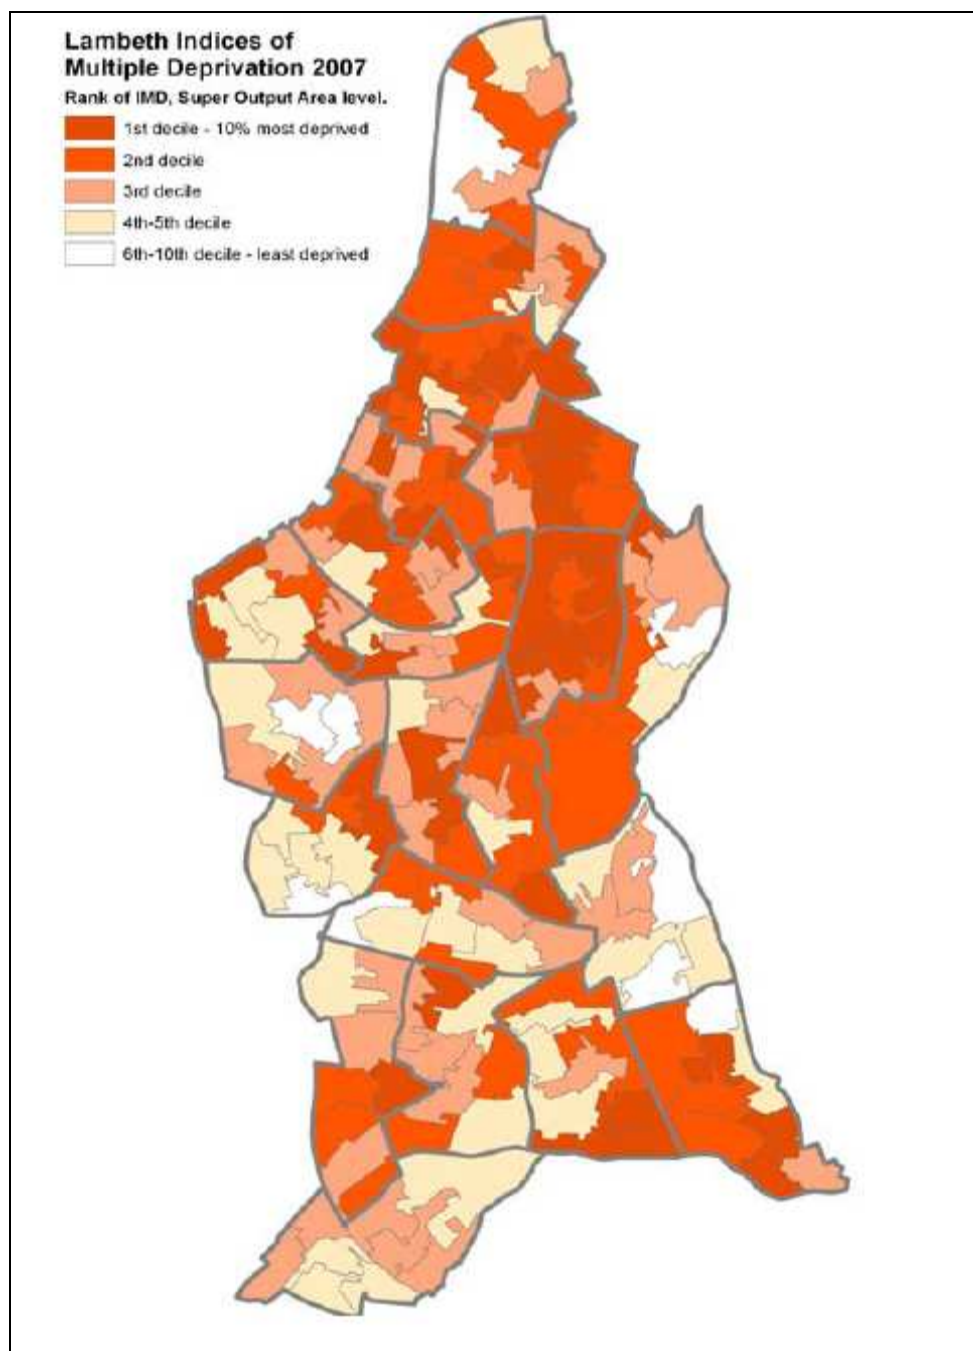 Lambeth Indices of
Multiple Deprivation 2007
Rank of IMD, Super Output Area level.
1st decile - 10% most deprived
2nd decile
3rd decile
4th-5th decile
6th-10th decile - least deprived